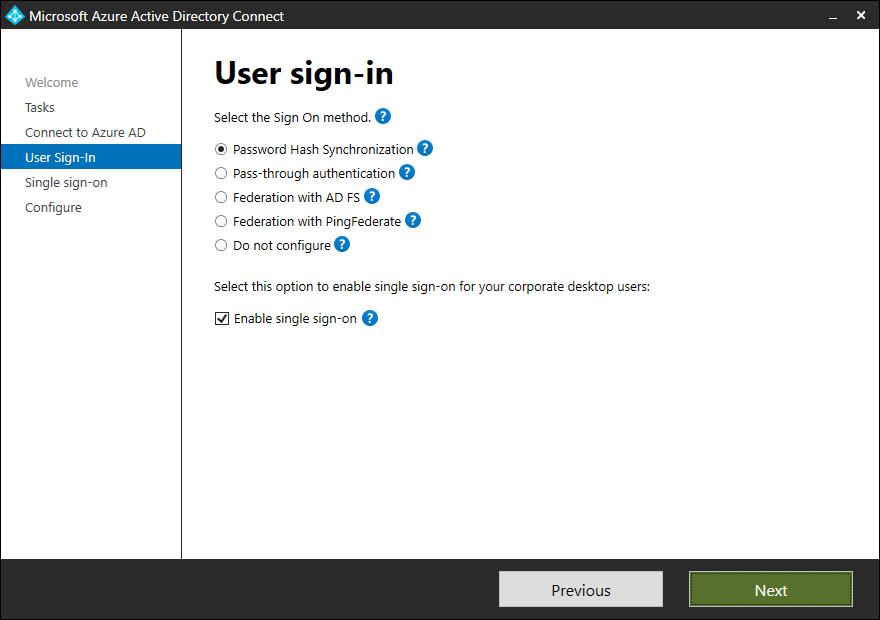 Microsoft Azure Active Directory Connect
Welcome
Tasks
Connect to Azure AD
User Sign-In
Single sign-on
Configure
User sign-in
Select the Sign On method. ?
Password Hash Synchronization ?
Pass-through authentication ?
Federation with AD FS ?
Federation with PingFederate ?
Do not configure ?
Select this option to enable single sign-on for your corporate desktop users:
Enable single sign-on ?
Previous
Next